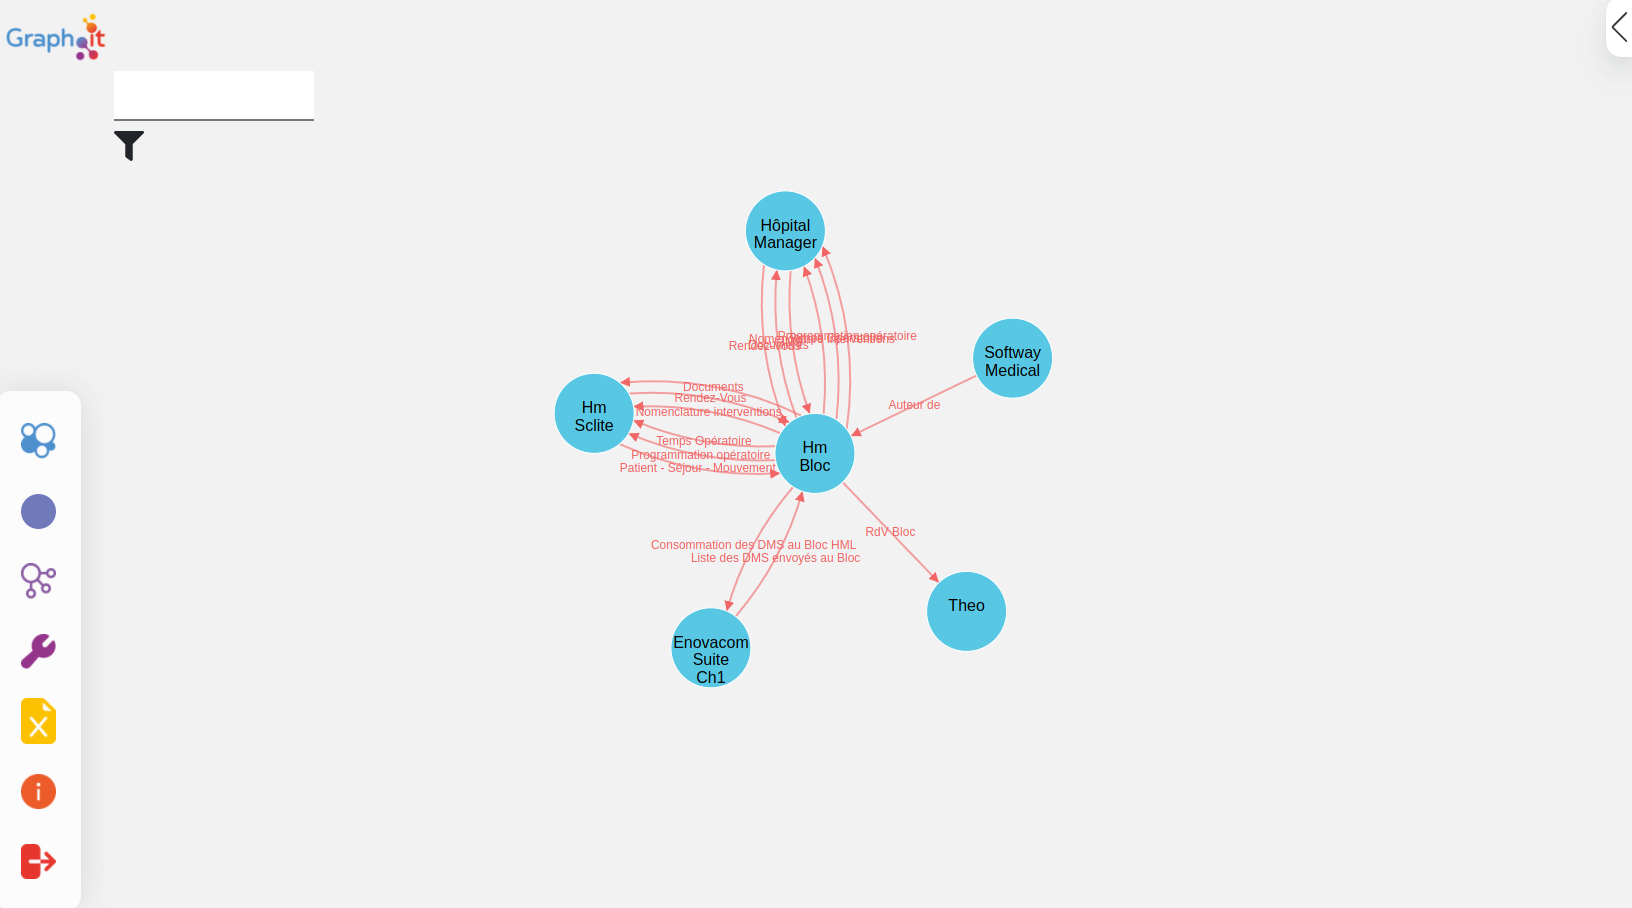 Graph it
Hôpital
Manager
Softway
Medical
Programmation opératoire
Nomenclature interventions
Rendez-Vous
Documents
Auteur de
Hm
Sclite
Documents
Rendez-Vous
Nomenclature interventions
Temps Opératoire
Programmation opératoire
Patient - Séjour - Mouvement
Hm
Bloc
RdV Bloc
Consommation des DMS au Bloc HML
Liste des DMS envoyés au Bloc
Theo
Enovacom
Suite
Ch1